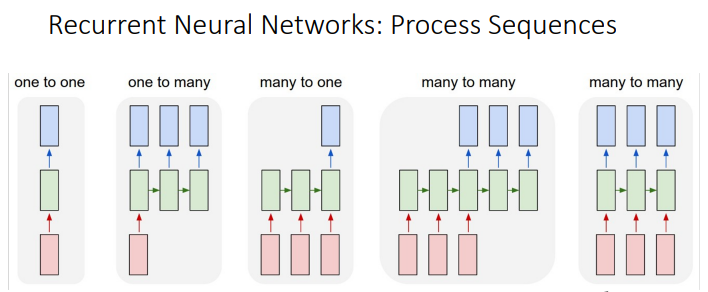 Recurrent Neural Networks: Process Sequences
one to one
one to many
many to one
many to many
many to many